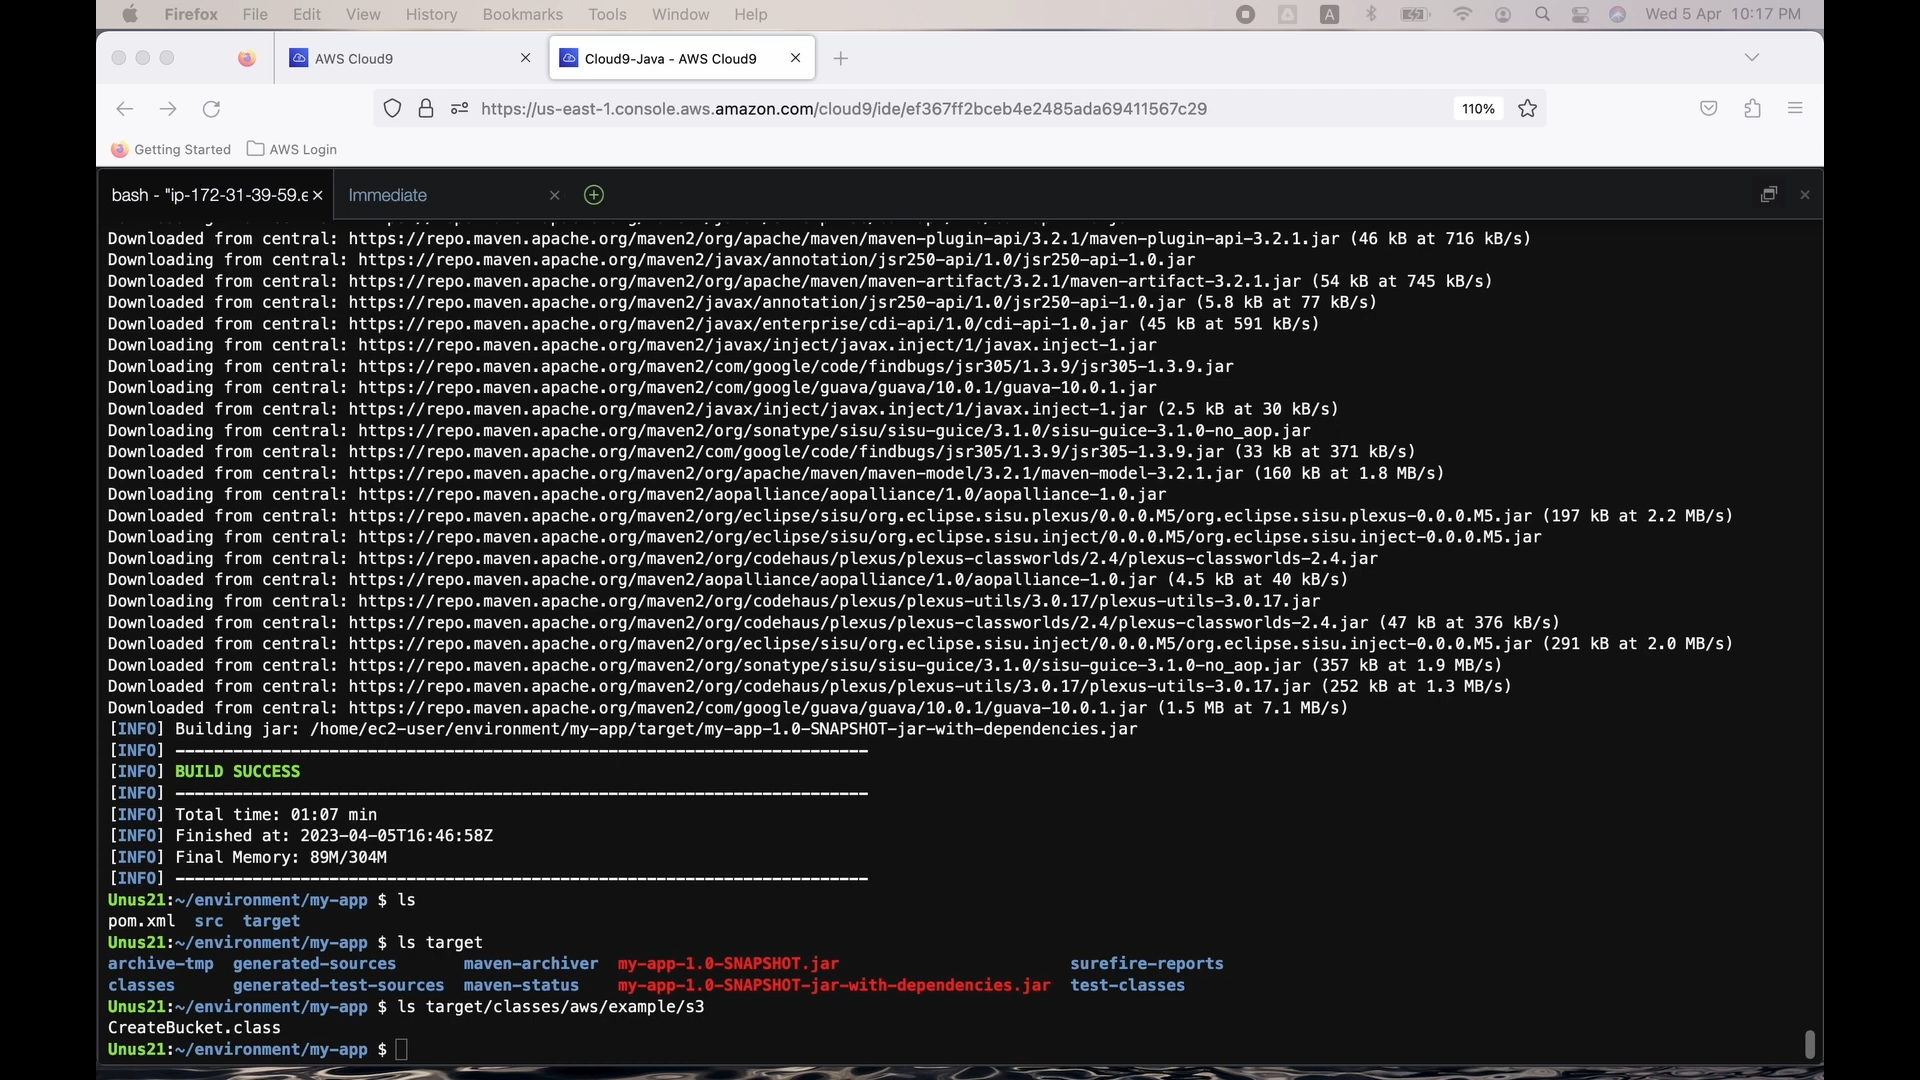 Firefox File Edit View History Bookmarks Tools Window Help A Wed 5 Apr 10:17 PM
AWS Cloud9
Cloud9-Java - AWS Cloud9
https://us-east-1.console.aws.amazon.com/cloud9/ide/ef367ff2bceb4e2485ada69411567c29 110%
Getting Started AWS Login
bash - "ip-172-31-39-59.e Immediate
Downloaded from central: https://repo.maven.apache.org/maven2/org/apache/maven/maven-plugin-api/3.2.1/maven-plugin-api-3.2.1.jar (46 kB at 716 kB/s)
Downloading from central: https://repo.maven.apache.org/maven2/javax/annotation/jsr250-api/1.0/jsr250-api-1.0.jar
Downloaded from central: https://repo.maven.apache.org/maven2/org/apache/maven/maven-artifact/3.2.1/maven-artifact-3.2.1.jar (54 kB at 745 kB/s)
Downloaded from central: https://repo.maven.apache.org/maven2/javax/annotation/jsr250-api/1.0/jsr250-api-1.0.jar (5.8 kB at 77 kB/s)
Downloaded from central: https://repo.maven.apache.org/maven2/javax/enterprise/cdi-api/1.0/cdi-api-1.0.jar (45 kB at 591 kB/s)
Downloading from central: https://repo.maven.apache.org/maven2/javax/inject/javax.inject/1/javax.inject-1.jar
Downloading from central: https://repo.maven.apache.org/maven2/com/google/code/findbugs/jsr305/1.3.9/jsr305-1.3.9.jar
Downloading from central: https://repo.maven.apache.org/maven2/com/google/guava/guava/10.0.1/guava-10.0.1.jar
Downloaded from central: https://repo.maven.apache.org/maven2/javax/inject/javax.inject/1/javax.inject-1.jar (2.5 kB at 30 kB/s)
Downloading from central: https://repo.maven.apache.org/maven2/org/sonatype/sisu/sisu-guice/3.1.0/sisu-guice-3.1.0-no_aop.jar
Downloaded from central: https://repo.maven.apache.org/maven2/com/google/code/findbugs/jsr305/1.3.9/jsr305-1.3.9.jar (33 kB at 371 kB/s)
Downloaded from central: https://repo.maven.apache.org/maven2/org/apache/maven/maven-model/3.2.1/maven-model-3.2.1.jar (160 kB at 1.8 MB/s)
Downloading from central: https://repo.maven.apache.org/maven2/aopalliance/aopalliance/1.0/aopalliance-1.0.jar
Downloaded from central: https://repo.maven.apache.org/maven2/org/eclipse/sisu/org.eclipse.sisu.plexus/0.0.0.M5/org.eclipse.sisu.plexus-0.0.0.M5.jar (197 kB at 2.2 MB/s)
Downloading from central: https://repo.maven.apache.org/maven2/org/eclipse/sisu/org.eclipse.sisu.inject/0.0.0.M5/org.eclipse.sisu.inject-0.0.0.M5.jar
Downloading from central: https://repo.maven.apache.org/maven2/org/codehaus/plexus/plexus-classworlds/2.4/plexus-classworlds-2.4.jar
Downloaded from central: https://repo.maven.apache.org/maven2/aopalliance/aopalliance/1.0/aopalliance-1.0.jar (4.5 kB at 40 kB/s)
Downloading from central: https://repo.maven.apache.org/maven2/org/codehaus/plexus/plexus-utils/3.0.17/plexus-utils-3.0.17.jar
Downloaded from central: https://repo.maven.apache.org/maven2/org/codehaus/plexus/plexus-classworlds/2.4/plexus-classworlds-2.4.jar (47 kB at 376 kB/s)
Downloaded from central: https://repo.maven.apache.org/maven2/org/eclipse/sisu/org.eclipse.sisu.inject/0.0.0.M5/org.eclipse.sisu.inject-0.0.0.M5.jar (291 kB at 2.0 MB/s)
Downloaded from central: https://repo.maven.apache.org/maven2/org/sonatype/sisu/sisu-guice/3.1.0/sisu-guice-3.1.0-no_aop.jar (357 kB at 1.9 MB/s)
Downloaded from central: https://repo.maven.apache.org/maven2/org/codehaus/plexus/plexus-utils/3.0.17/plexus-utils-3.0.17.jar (252 kB at 1.3 MB/s)
Downloaded from central: https://repo.maven.apache.org/maven2/com/google/guava/guava/10.0.1/guava-10.0.1.jar (1.5 MB at 7.1 MB/s)
[INFO] Building jar: /home/ec2-user/environment/my-app/target/my-app-1.0-SNAPSHOT-jar-with-dependencies.jar
[INFO] ------------------------------------------------------------------------
[INFO] BUILD SUCCESS
[INFO] ------------------------------------------------------------------------
[INFO] Total time: 01:07 min
[INFO] Finished at: 2023-04-05T16:46:58Z
[INFO] Final Memory: 89M/304M
[INFO] ------------------------------------------------------------------------
Unus21:~/environment/my-app $ ls
pom.xml src target
Unus21:~/environment/my-app $ ls target
archive-tmp generated-sources maven-archiver my-app-1.0-SNAPSHOT.jar surefire-reports
classes generated-test-sources maven-status my-app-1.0-SNAPSHOT-jar-with-dependencies.jar test-classes
Unus21:~/environment/my-app $ ls target/classes/aws/example/s3
CreateBucket.class
Unus21:~/environment/my-app $